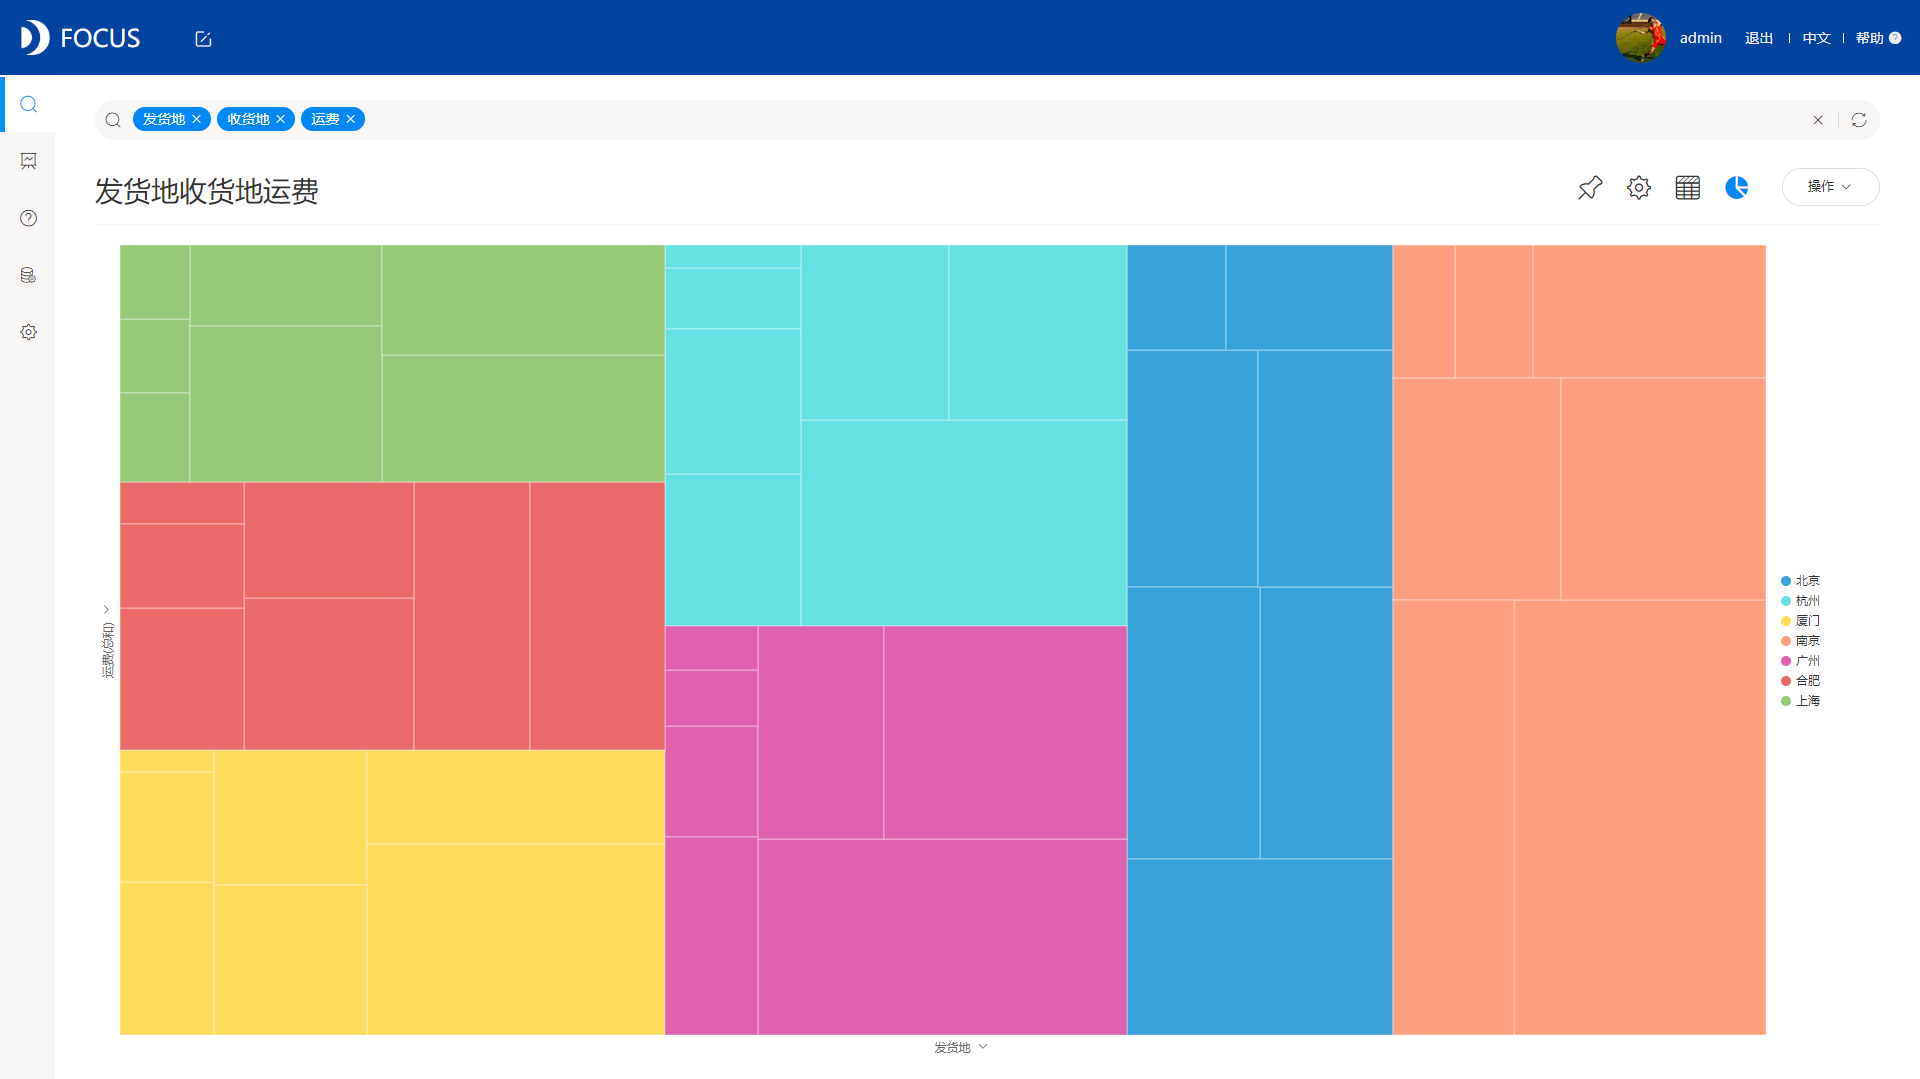 FOCUS
admin 退出 中文 帮助
发货地 收货地 运费
发货地收货地运费
操作
运费(总和)
北京
杭州
厦门
南京
广州
合肥
上海
发货地